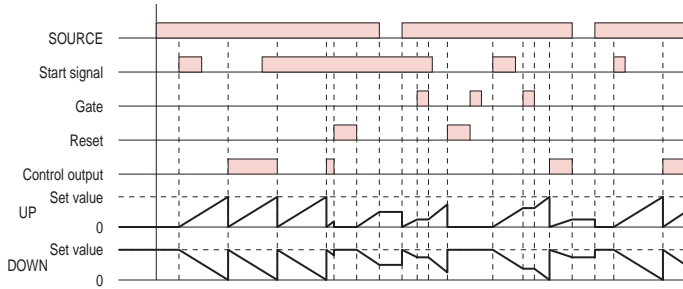 SOURCE
Start signal
Gate
Reset
Control output
Set value
UP
0
Set value
DOWN
0